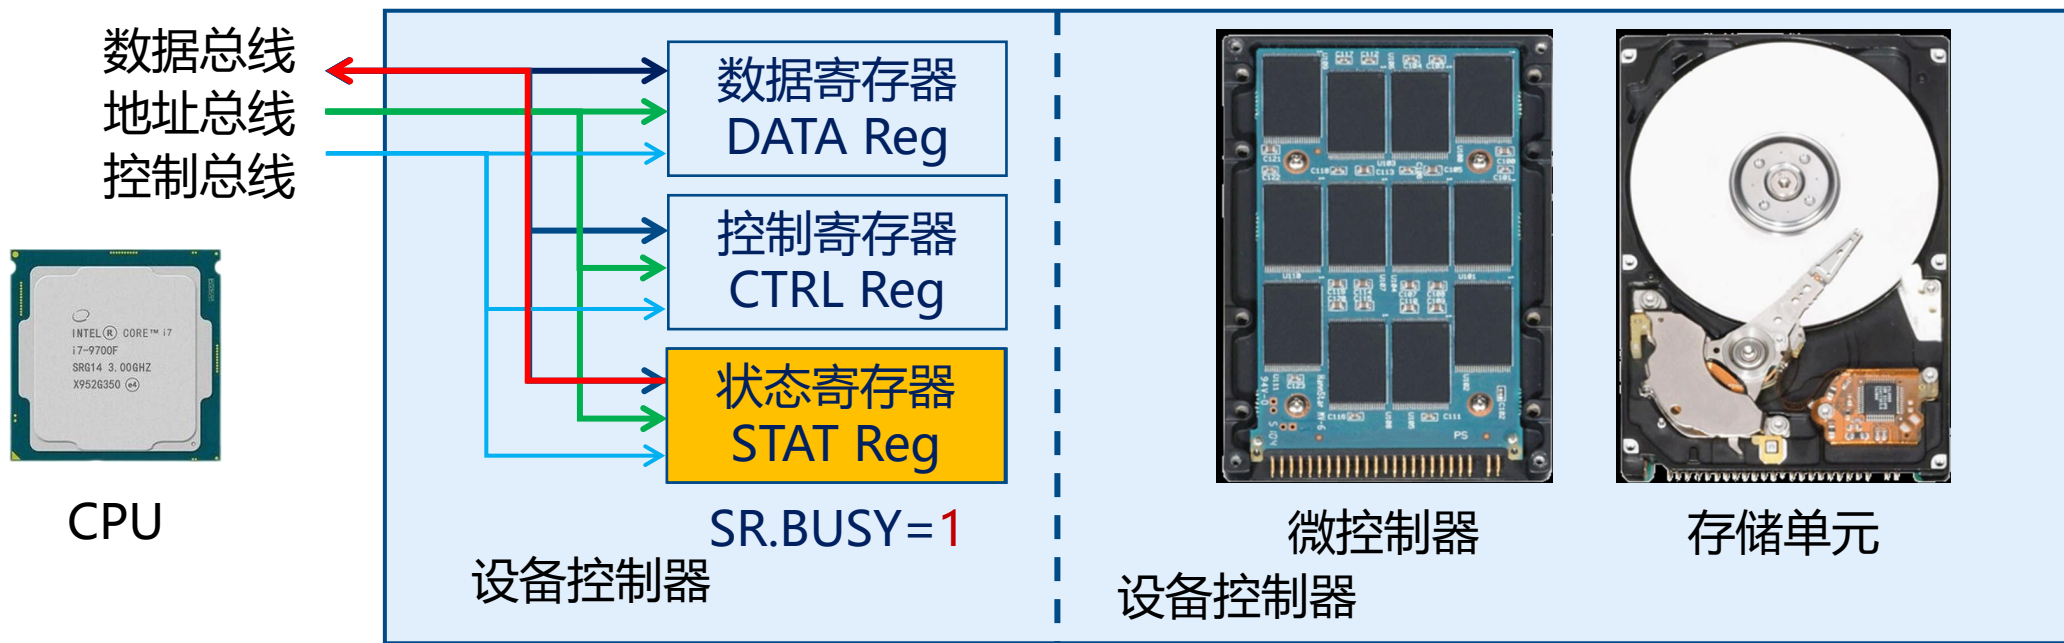 数据总线
地址总线
控制总线
数据寄存器
DATA Reg
控制寄存器
CTRL Reg
状态寄存器
STAT Reg
SR.BUSY=1
设备控制器
INTEL® CORE™ i7
i7-9700F
SRG14 3.00GHZ
X952G350 e4
CPU
微控制器
存储单元
设备控制器